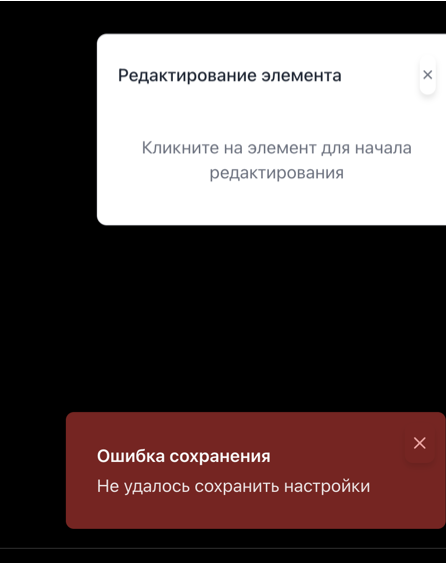 Редактирование элемента
Кликните на элемент для начала
редактирования
Ошибка сохранения
Не удалось сохранить настройки